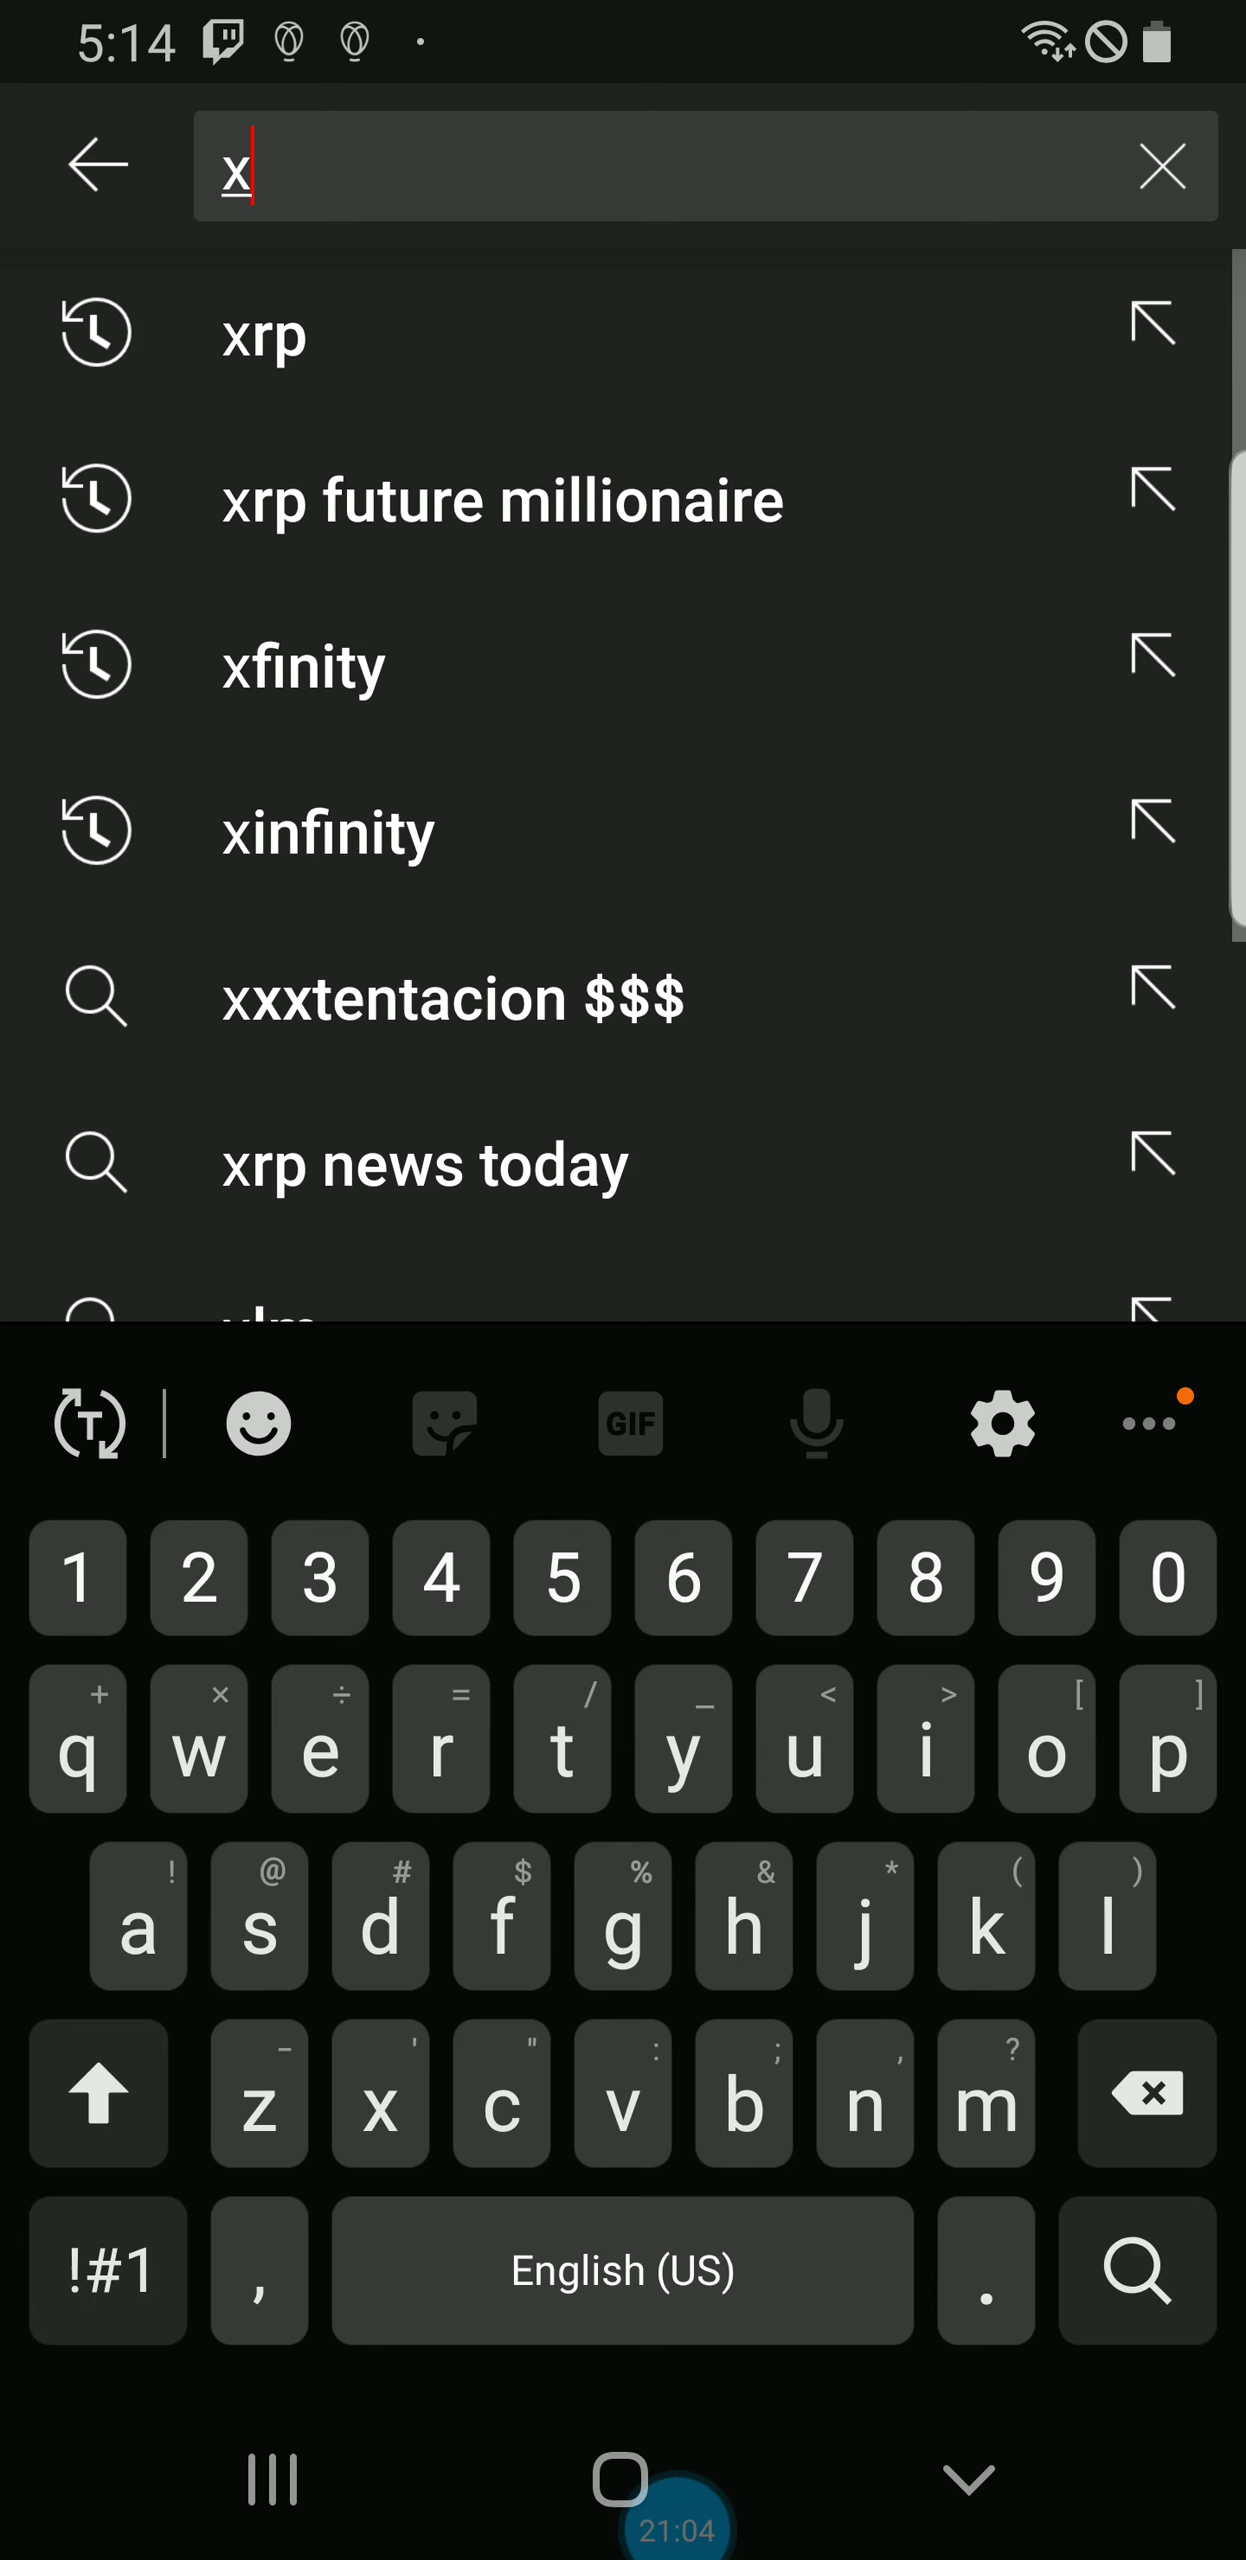 5:14
x
xrp
xrp future millionaire
xfinity
xinfinity
xxxtentacion $$$
xrp news today
xlm
T GIF
1 2 3 4 5 6 7 8 9 0
+ × ÷ = / _ < > [ ]
q w e r t y u i o p
! @ # $ % & * ( )
a s d f g h j k l
- ' " : ; , ?
z x c v b n m
!#1 , English (US) .
21:04